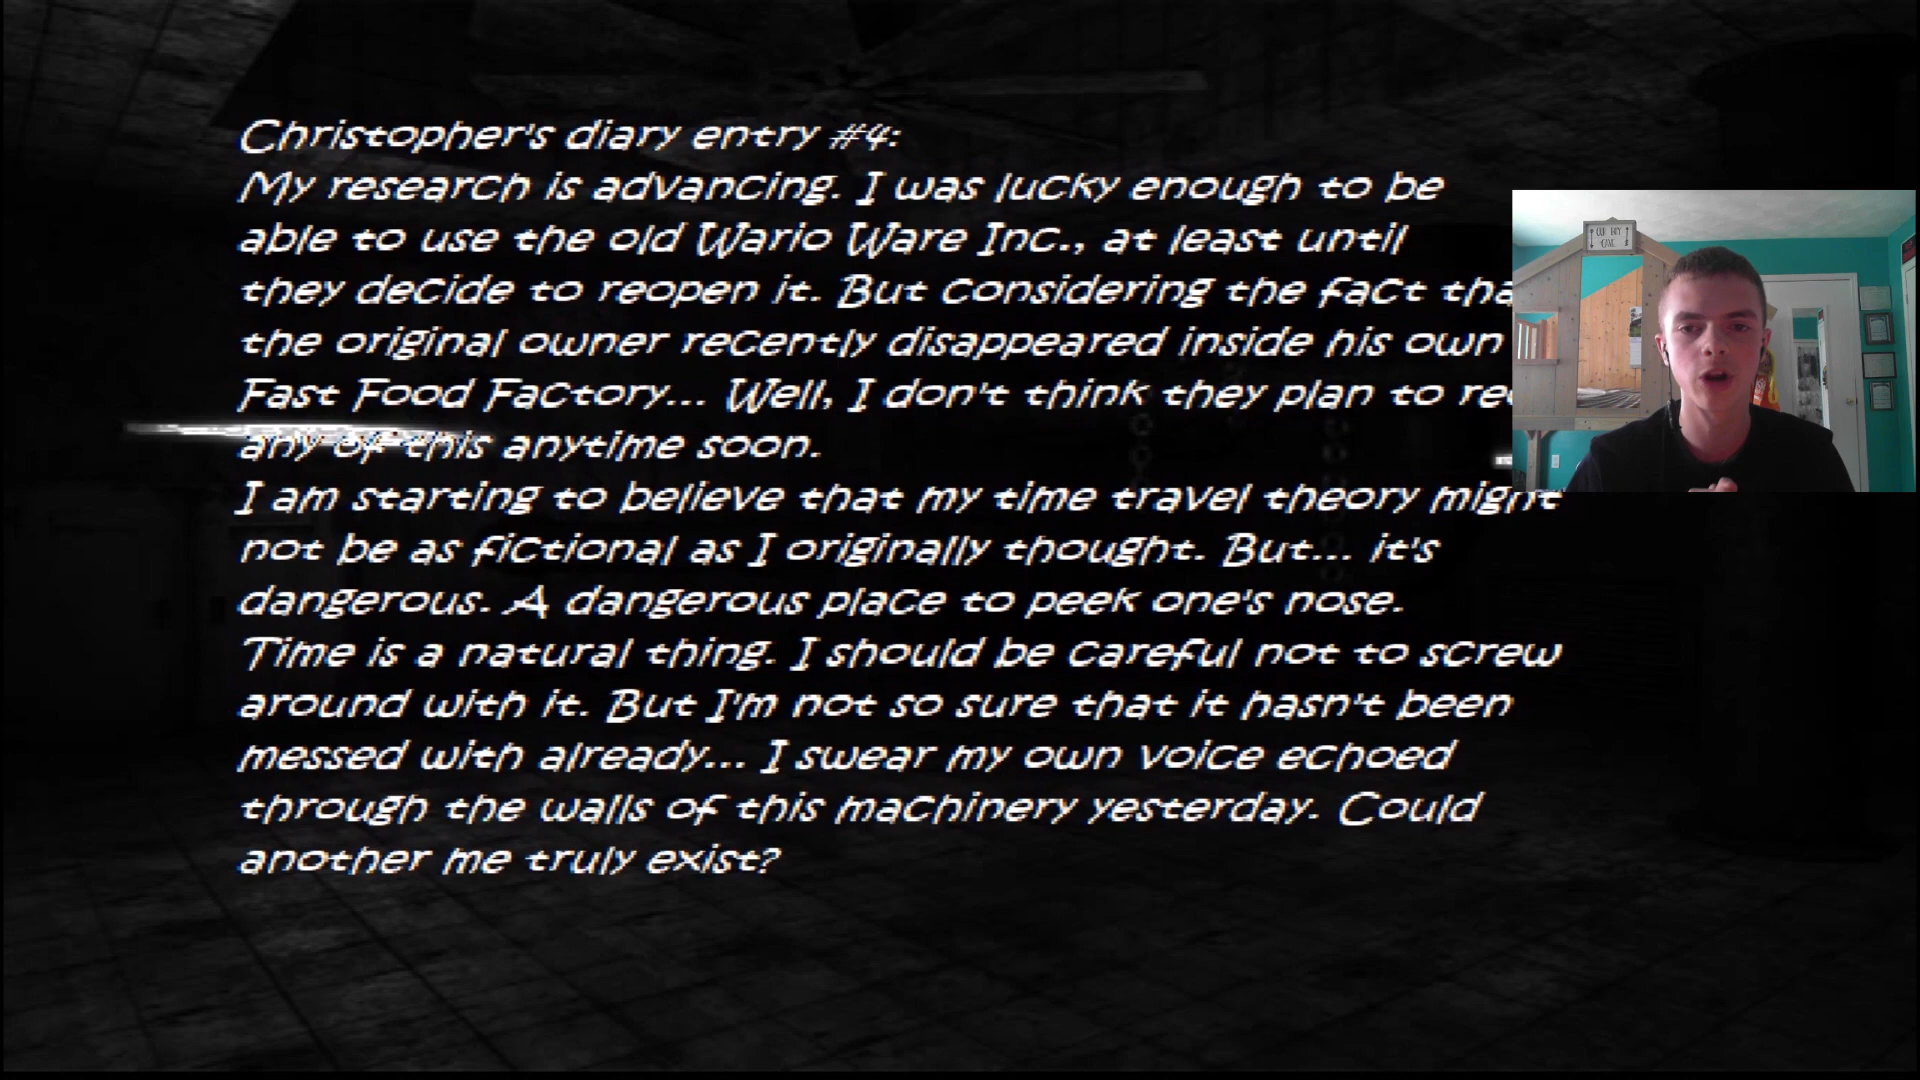 Christopher's diary entry #4:
My research is advancing. I was lucky enough to be
able to use the old Wario Ware Inc., at least until
they decide to reopen it. But considering the fact
the original owner recently disappeared inside his own
Fast Food Factory... Well, I don't think they plan to
any of this anytime soon.
I am starting to believe that my time travel theory might
not be as fictional as I originally thought. But... it's
dangerous. A dangerous place to peek one's nose.
Time is a natural thing. I should be careful not to screw
around with it. But I'm not so sure that it hasn't been
messed with already... I swear my own voice echoed
through the walls of this machinery yesterday. Could
another me truly exist?
OUR BOY
CAVE